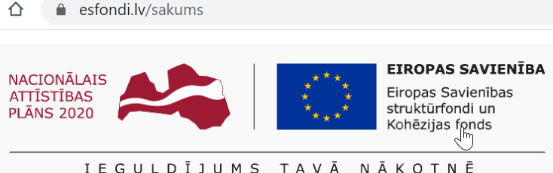 esfondi.lv/sakums
NACIONĀLAIS
ATTĪSTĪBAS
PLĀNS 2020
EIROPAS SAVIENĪBA
Eiropas Savienības
struktūrfondi un
Kohēzijas fonds
IEGULDĪJUMS TAVĀ NĀKOTNĒ